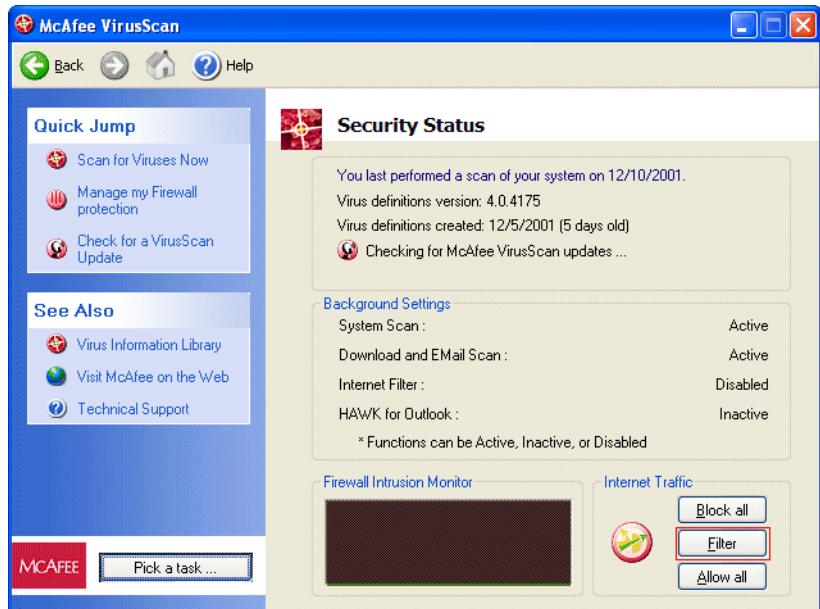 McAfee VirusScan
Back
Help
Quick Jump
Scan for Viruses Now
Manage my Firewall
protection
Check for a VirusScan
Update
See Also
Virus Information Library
Visit McAfee on the Web
Technical Support
McAFEE
Pick a task ...
Security Status
You last performed a scan of your system on 12/10/2001.
Virus definitions version: 4.0.4175
Virus definitions created: 12/5/2001 (5 days old)
Checking for McAfee VirusScan updates ...
Background Settings
System Scan : Active
Download and EMail Scan : Active
Internet Filter : Disabled
HAWK for Outlook : Inactive
* Functions can be Active, Inactive, or Disabled
Firewall Intrusion Monitor
Internet Traffic
Block all
Filter
Allow all